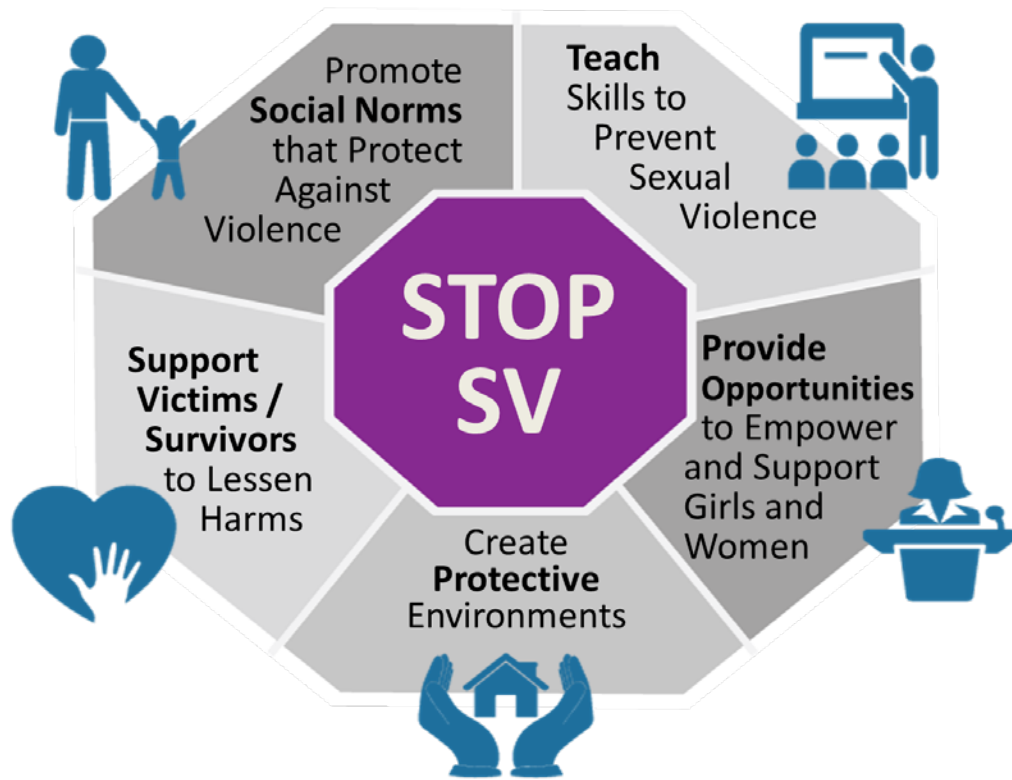 Promote
Social Norms
that Protect
Against
Violence
Teach
Skills to
Prevent
Sexual
Violence
STOP
SV
Support
Victims /
Survivors
to Lessen
Harms
Provide
Opportunities
to Empower
and Support
Girls and
Women
Create
Protective
Environments